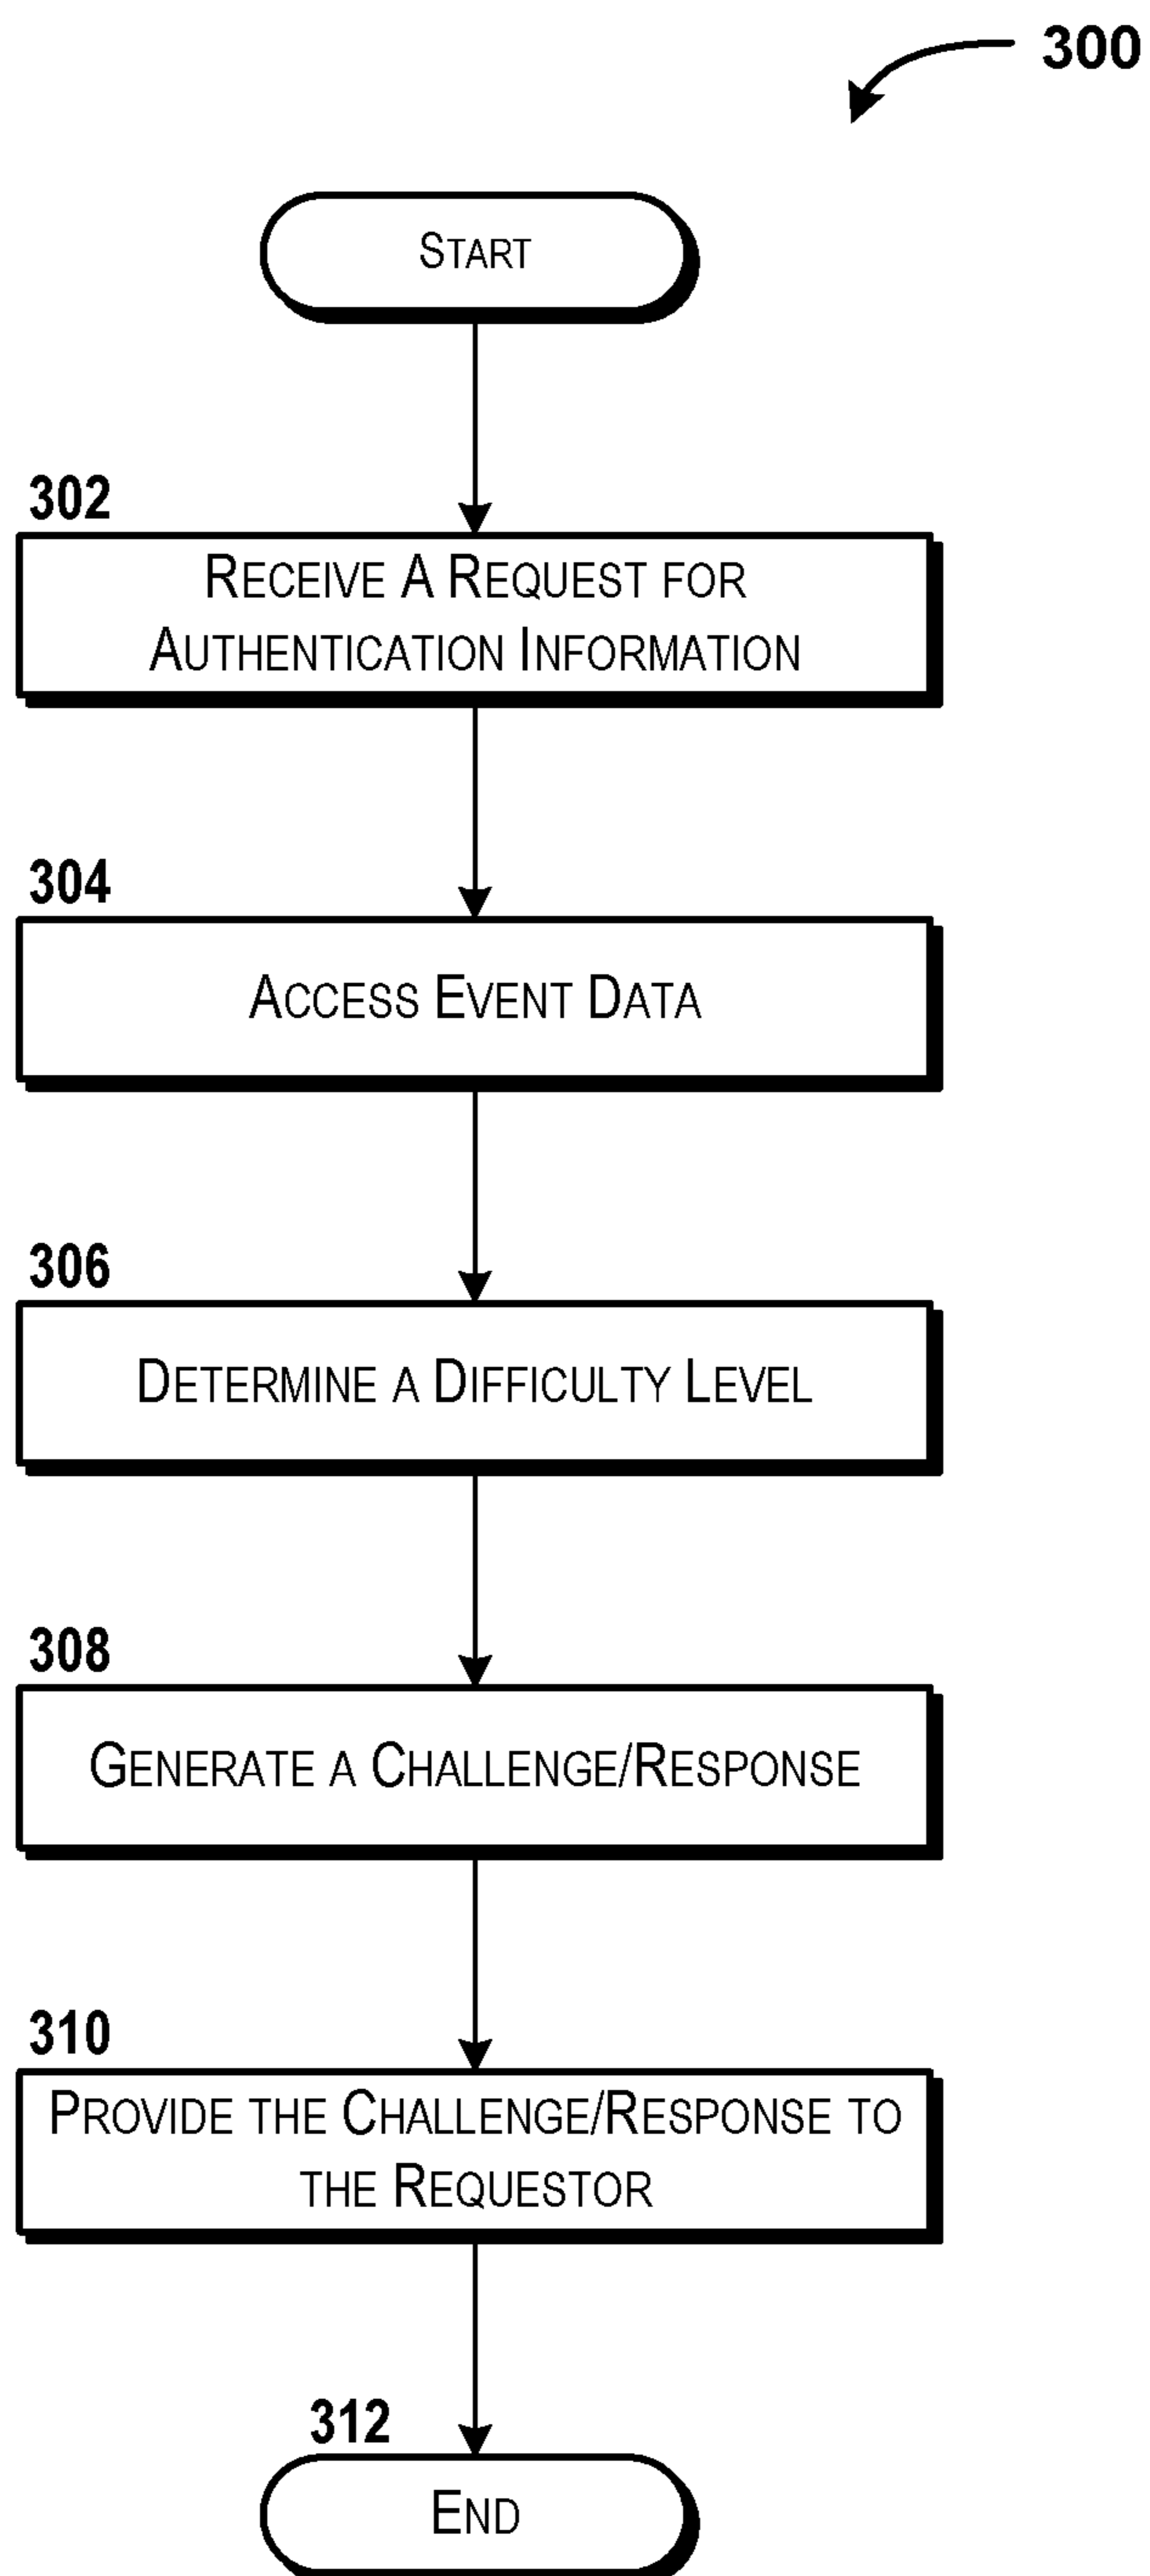 300
START
302
RECEIVE A REQUEST FOR
AUTHENTICATION INFORMATION
304
ACCESS EVENT DATA
306
DETERMINE A DIFFICULTY LEVEL
308
GENERATE A CHALLENGE/RESPONSE
310
PROVIDE THE CHALLENGE/RESPONSE TO
THE REQUESTOR
312
END